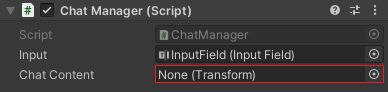 Chat Manager (Script)
Script ChatManager
Input InputField (Input Field)
Chat Content None (Transform)